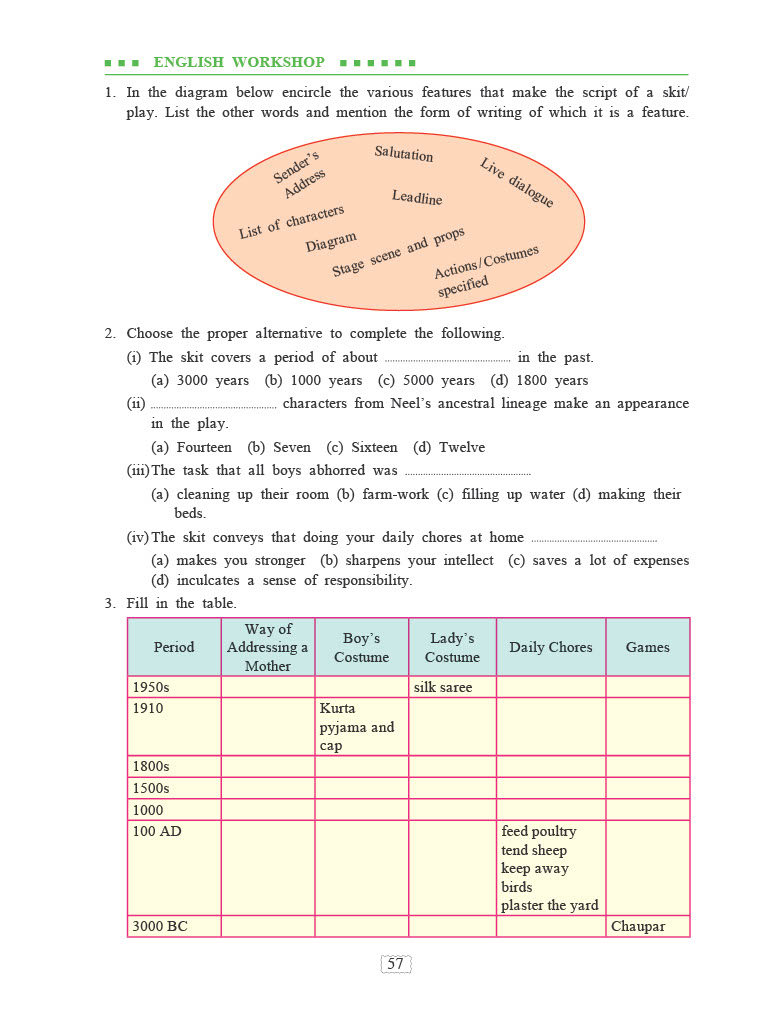 ENGLISH WORKSHOP
1. In the diagram below encircle the various features that make the script of a skit/
play. List the other words and mention the form of writing of which it is a feature.
Sender's
Address
Salutation
Live dialogue
Leadline
List of characters
Diagram
Stage scene and props
Actions/Costumes
specified
2. Choose the proper alternative to complete the following.
(i) The skit covers a period of about ................................................ in the past.
(a) 3000 years (b) 1000 years (c) 5000 years (d) 1800 years
(ii) ................................................ characters from Neel's ancestral lineage make an appearance
in the play.
(a) Fourteen (b) Seven (c) Sixteen (d) Twelve
(iii) The task that all boys abhorred was ................................................
(a) cleaning up their room (b) farm-work (c) filling up water (d) making their
beds.
(iv) The skit conveys that doing your daily chores at home ................................................
(a) makes you stronger (b) sharpens your intellect (c) saves a lot of expenses
(d) inculcates a sense of responsibility.
3. Fill in the table.
Period
Way of
Addressing a
Mother
Boy's
Costume
Lady's
Costume
Daily Chores
Games
1950s
silk saree
1910
Kurta
pyjama and
cap
1800s
1500s
1000
100 AD
feed poultry
tend sheep
keep away
birds
plaster the yard
3000 BC
Chaupar
57